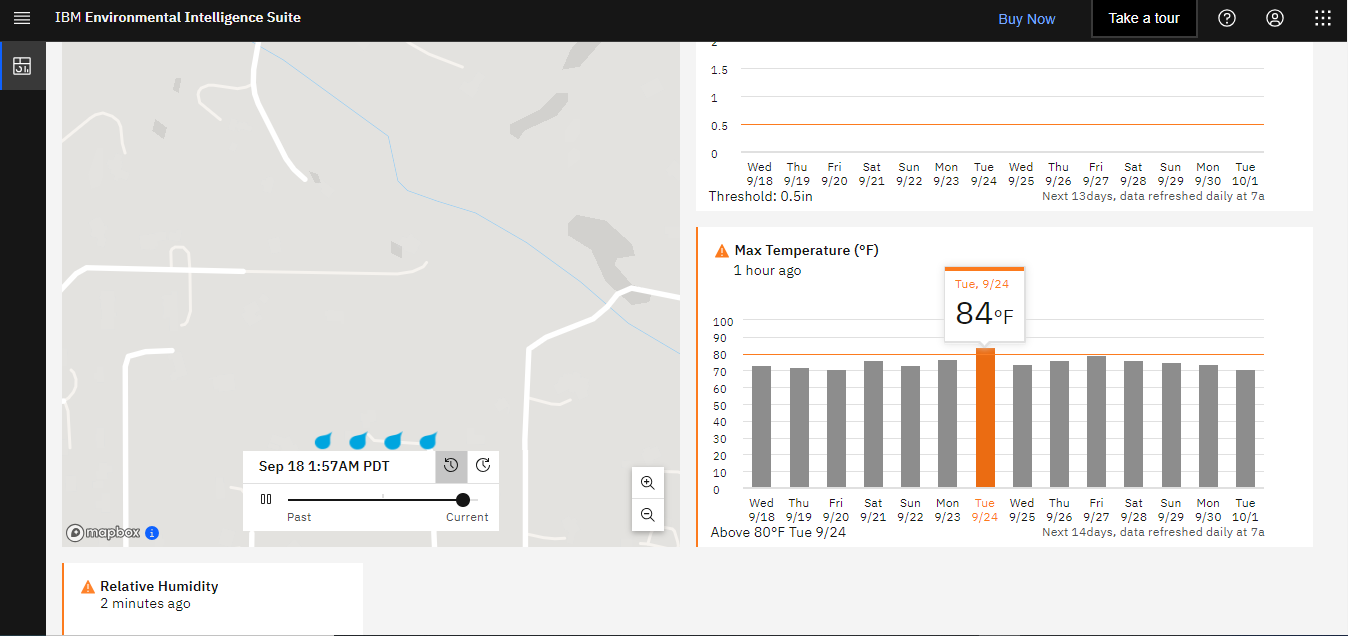 IBM Environmental Intelligence Suite
Buy Now
Take a tour
2
1.5
1
0.5
0
Wed Thu Fri Sat Sun Mon Tue Wed Thu Fri Sat Sun Mon Tue
9/18 9/19 9/20 9/21 9/22 9/23 9/24 9/25 9/26 9/27 9/28 9/29 9/30 10/1
Threshold: 0.5in
Next 13days, data refreshed daily at 7a
Max Temperature (°F)
1 hour ago
Tue, 9/24
84°F
100
90
80
70
60
50
40
30
20
10
0
Wed Thu Fri Sat Sun Mon Tue Wed Thu Fri Sat Sun Mon Tue
9/18 9/19 9/20 9/21 9/22 9/23 9/24 9/25 9/26 9/27 9/28 9/29 9/30 10/1
Above 80°F Tue 9/24
Next 14days, data refreshed daily at 7a
Sep 18 1:57AM PDT
Past
Current
mapbox
Relative Humidity
2 minutes ago